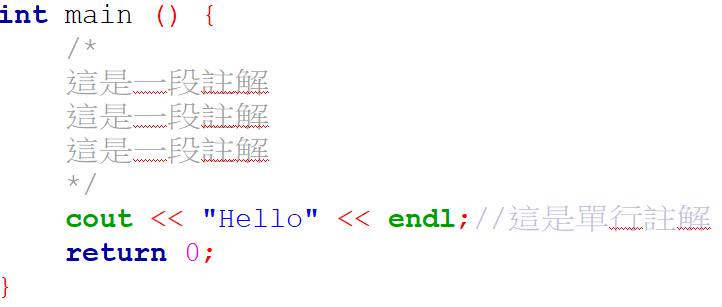 int main () {
/*
這是一段註解
這是一段註解
這是一段註解
*/
cout << "Hello" << endl;//這是單行註解
return 0;
}